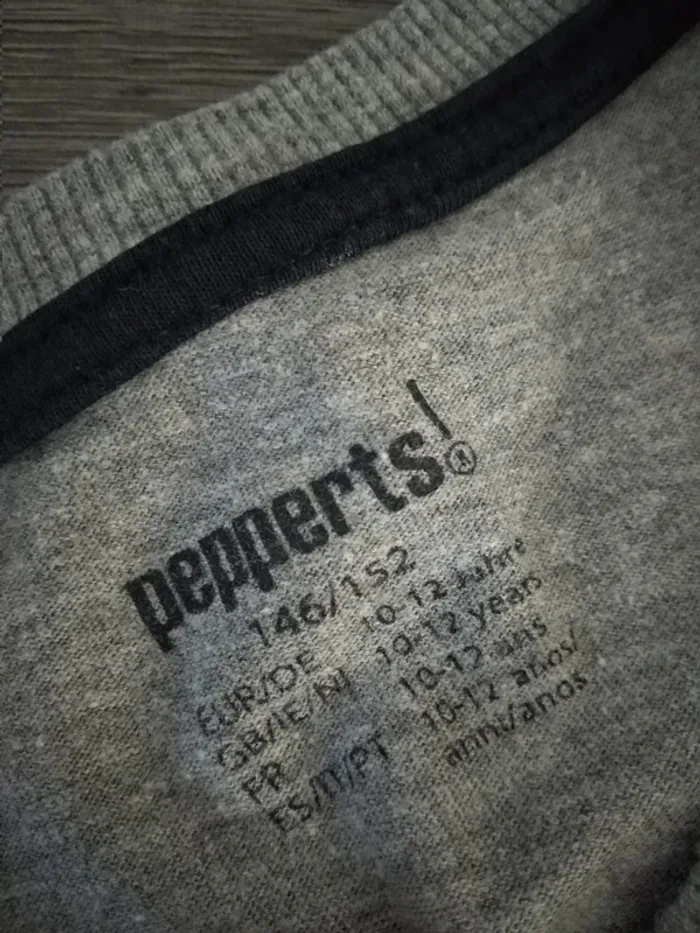 pepperts!®
146/152
EUR/DE 10-12 Jahre
GB/IE/NI 10-12 years
FR 10-12 ans
ES/IT/PT 10-12 años/
anni/anos